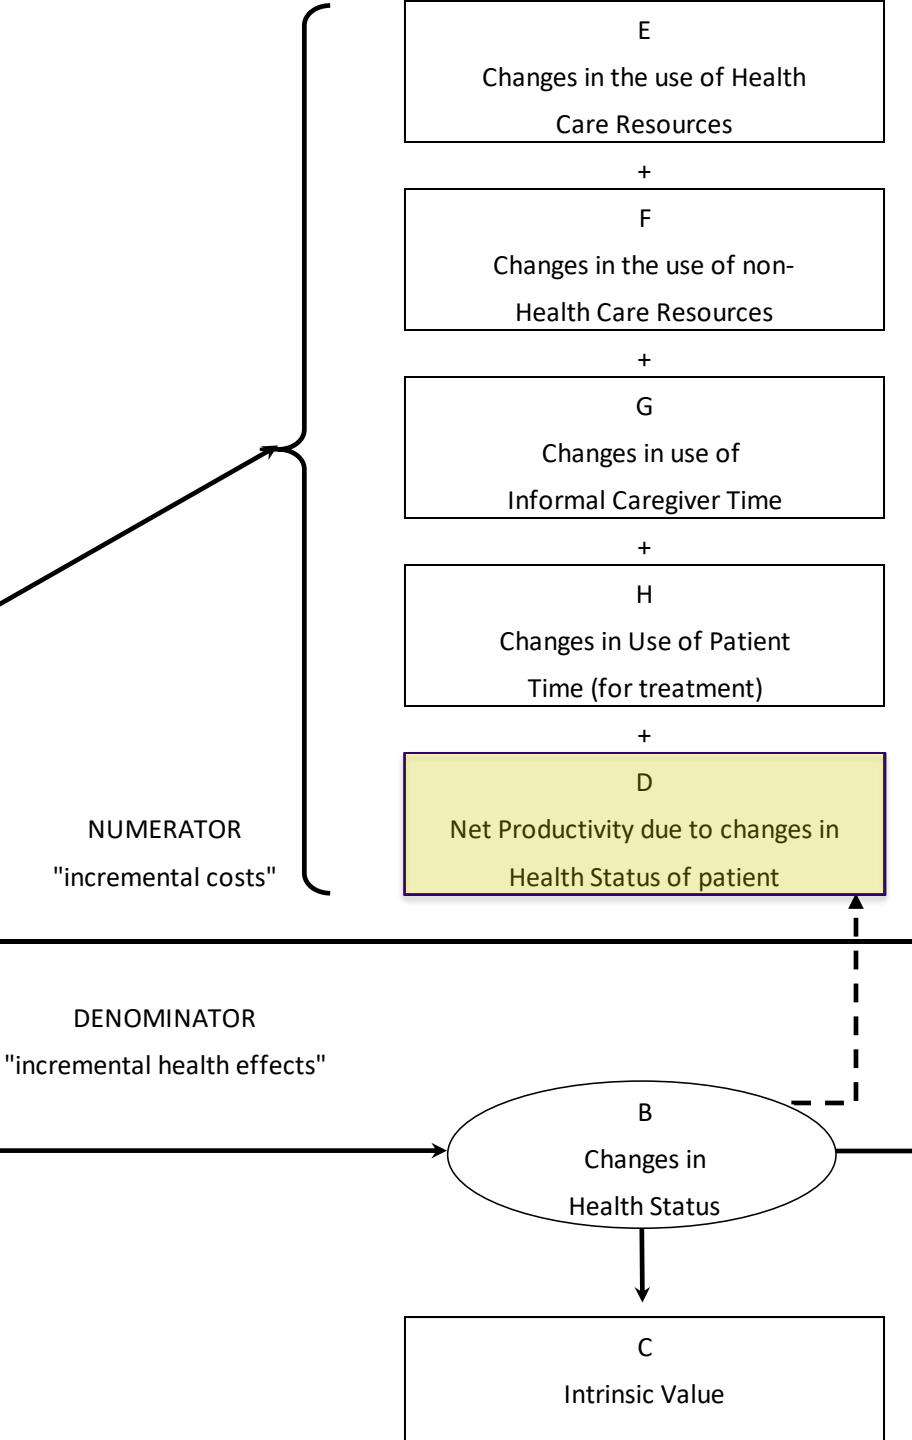 E
Changes in the use of Health
Care Resources
+
F
Changes in the use of non-
Health Care Resources
+
G
Changes in use of
Informal Caregiver Time
+
H
Changes in Use of Patient
Time (for treatment)
+
D
Net Productivity due to changes in
Health Status of patient
NUMERATOR
"incremental costs"
DENOMINATOR
"incremental health effects"
B
Changes in
Health Status
C
Intrinsic Value